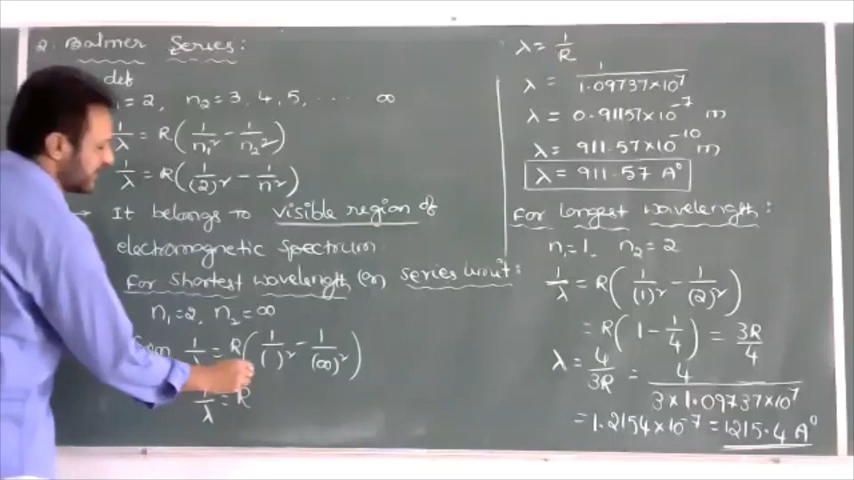 2. Balmer Series:
def
n₁ = 2, n₂ = 3, 4, 5, ..... ∞
1/λ = R(1/n₁² - 1/n₂²)
1/λ = R(1/(2)² - 1/n²)
→ It belongs to visible region of
electromagnetic spectrum
For shortest wavelength (or) series limit:
n₁=2, n₂=∞
1/λ = R(1/( )² - 1/(∞)²)
1/λ = R
λ = 1/R
λ = 1/1.09737×10⁷
λ = 0.91157×10⁻⁷ m
λ = 911.57×10⁻¹⁰ m
λ = 911.57 A°
For longest wavelength:
n₁=1, n₂=2
1/λ = R(1/(1)² - 1/(2)²)
= R(1 - 1/4) = 3R/4
λ = 4/3R = 4/3×1.09737×10⁷
= 1.2154×10⁻⁷ = 1215.4 A°